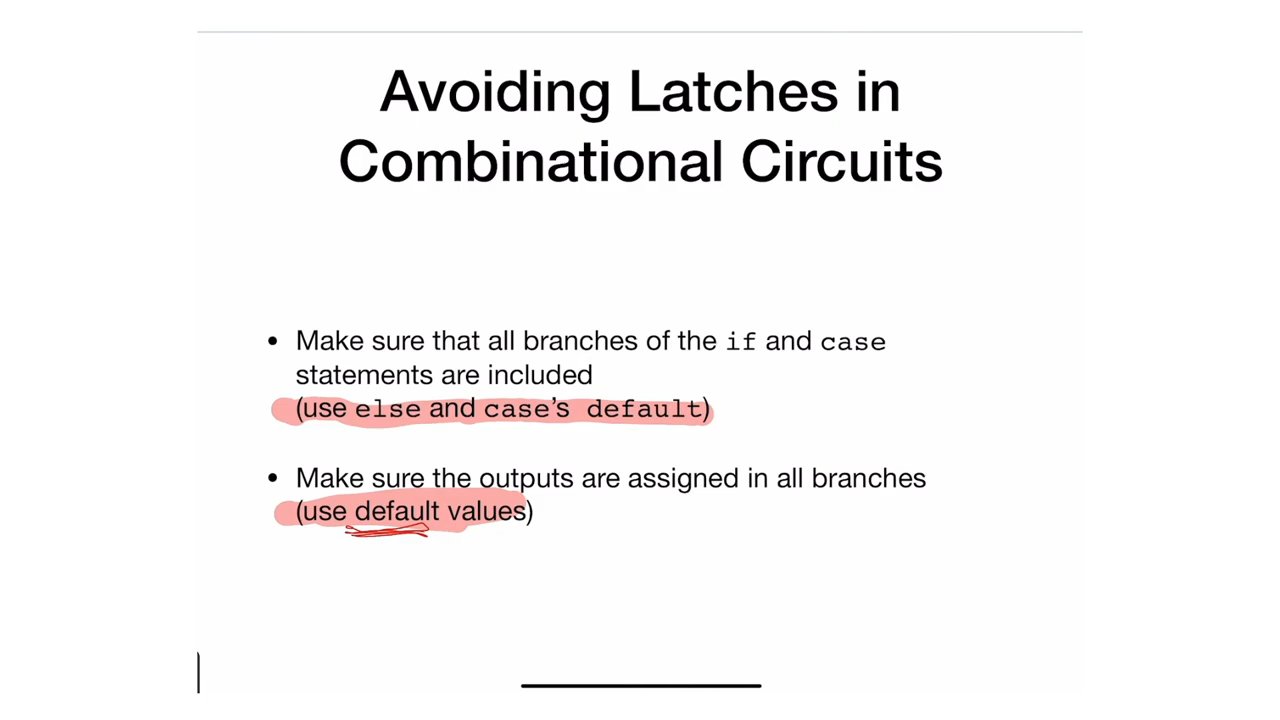 Avoiding Latches in
Combinational Circuits
• Make sure that all branches of the if and case
statements are included
(use else and case's default)
• Make sure the outputs are assigned in all branches
(use default values)